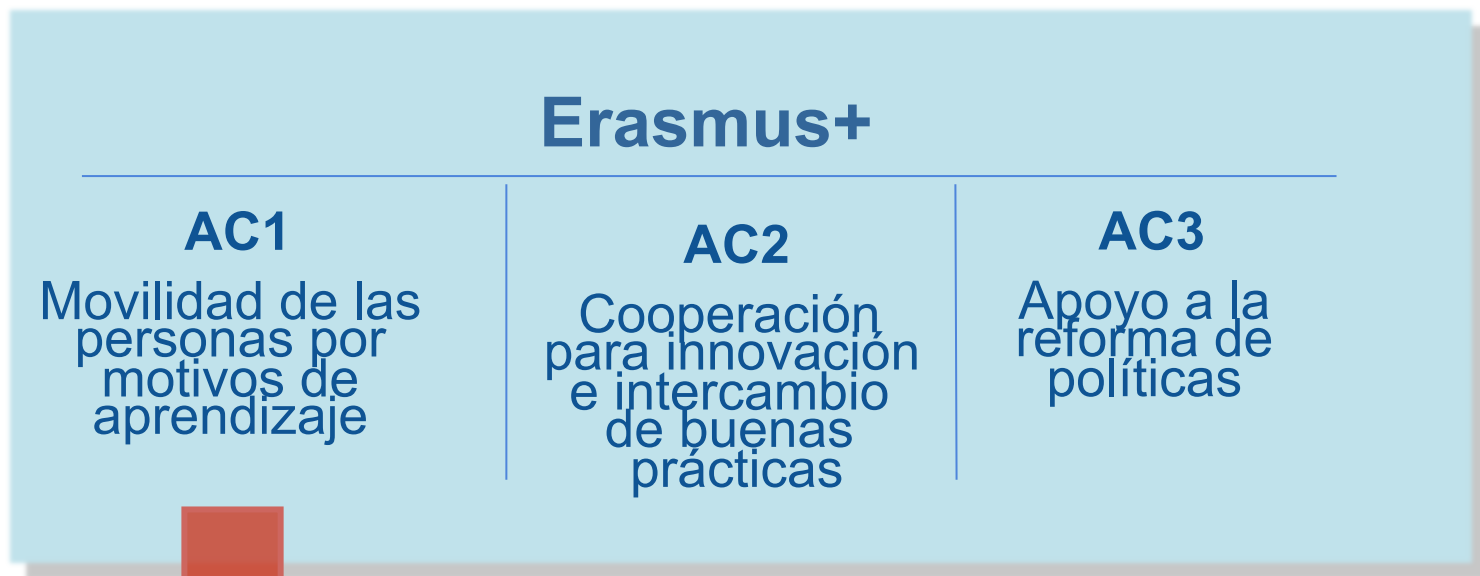 Erasmus+
AC1
Movilidad de las
personas por
motivos de
aprendizaje
AC2
Cooperación
para innovación
e intercambio
de buenas
prácticas
AC3
Apoyo a la
reforma de
políticas